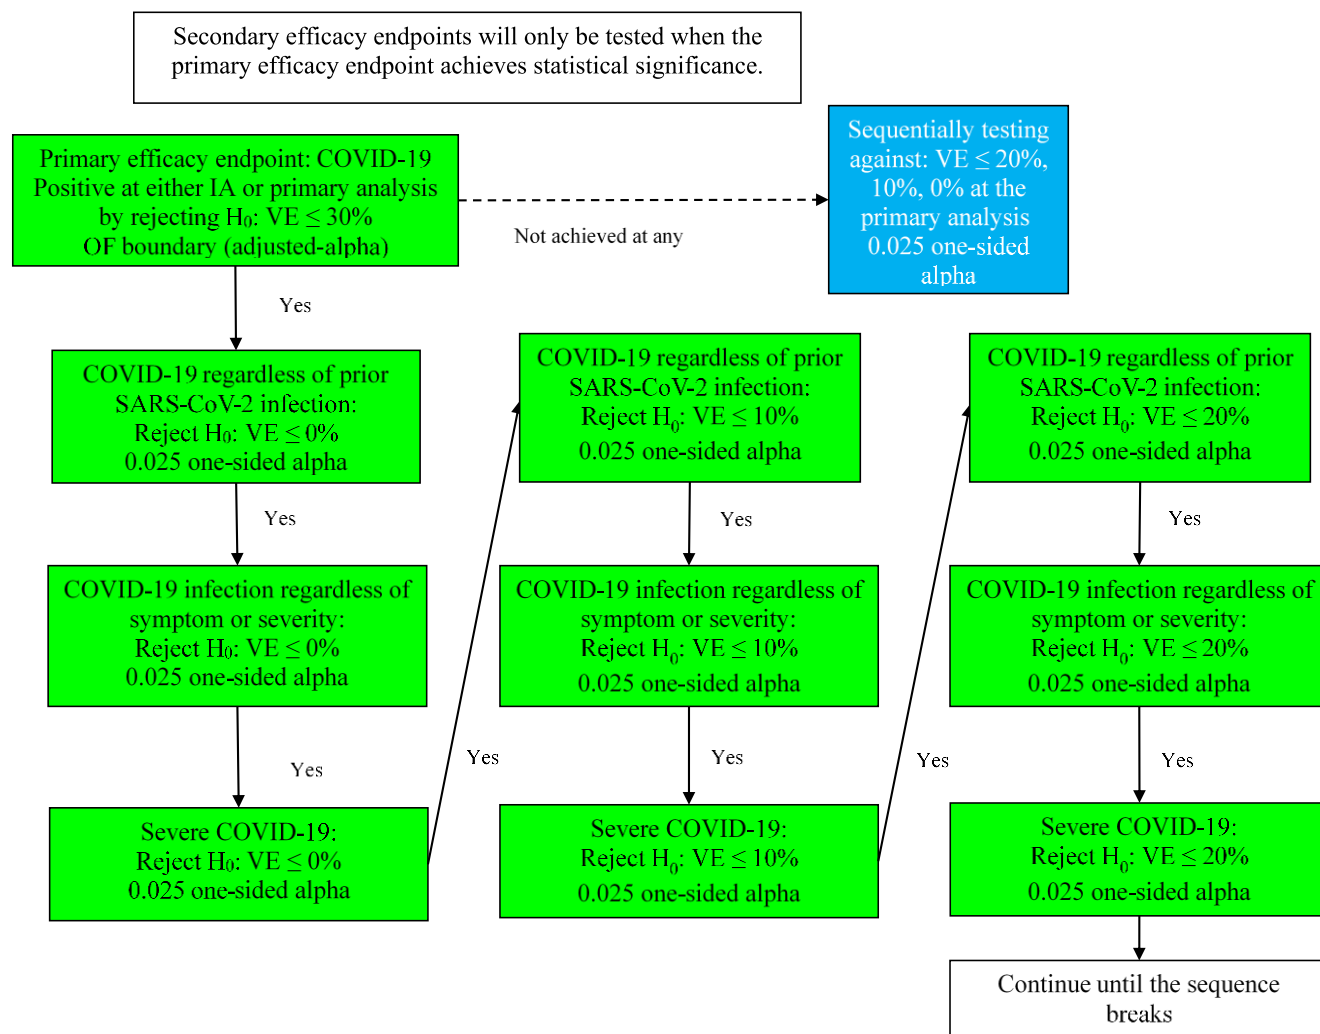 Secondary efficacy endpoints will only be tested when the
primary efficacy endpoint achieves statistical significance.
Primary efficacy endpoint: COVID-19
Positive at either IA or primary analysis
by rejecting H₀: VE ≤ 30%
OF boundary (adjusted-alpha)
Not achieved at any
Sequentially testing
against: VE ≤ 20%,
10%, 0% at the
primary analysis
0.025 one-sided
alpha
Yes
COVID-19 regardless of prior
SARS-CoV-2 infection:
Reject H₀: VE ≤ 0%
0.025 one-sided alpha
Yes
COVID-19 infection regardless of
symptom or severity:
Reject H₀: VE ≤ 0%
0.025 one-sided alpha
Yes
Severe COVID-19:
Reject H₀: VE ≤ 0%
0.025 one-sided alpha
Yes
COVID-19 regardless of prior
SARS-CoV-2 infection:
Reject H₀: VE ≤ 10%
0.025 one-sided alpha
Yes
COVID-19 infection regardless of
symptom or severity:
Reject H₀: VE ≤ 10%
0.025 one-sided alpha
Yes
Severe COVID-19:
Reject H₀: VE ≤ 10%
0.025 one-sided alpha
Yes
COVID-19 regardless of prior
SARS-CoV-2 infection:
Reject H₀: VE ≤ 20%
0.025 one-sided alpha
Yes
COVID-19 infection regardless of
symptom or severity:
Reject H₀: VE ≤ 20%
0.025 one-sided alpha
Yes
Severe COVID-19:
Reject H₀: VE ≤ 20%
0.025 one-sided alpha
Continue until the sequence
breaks